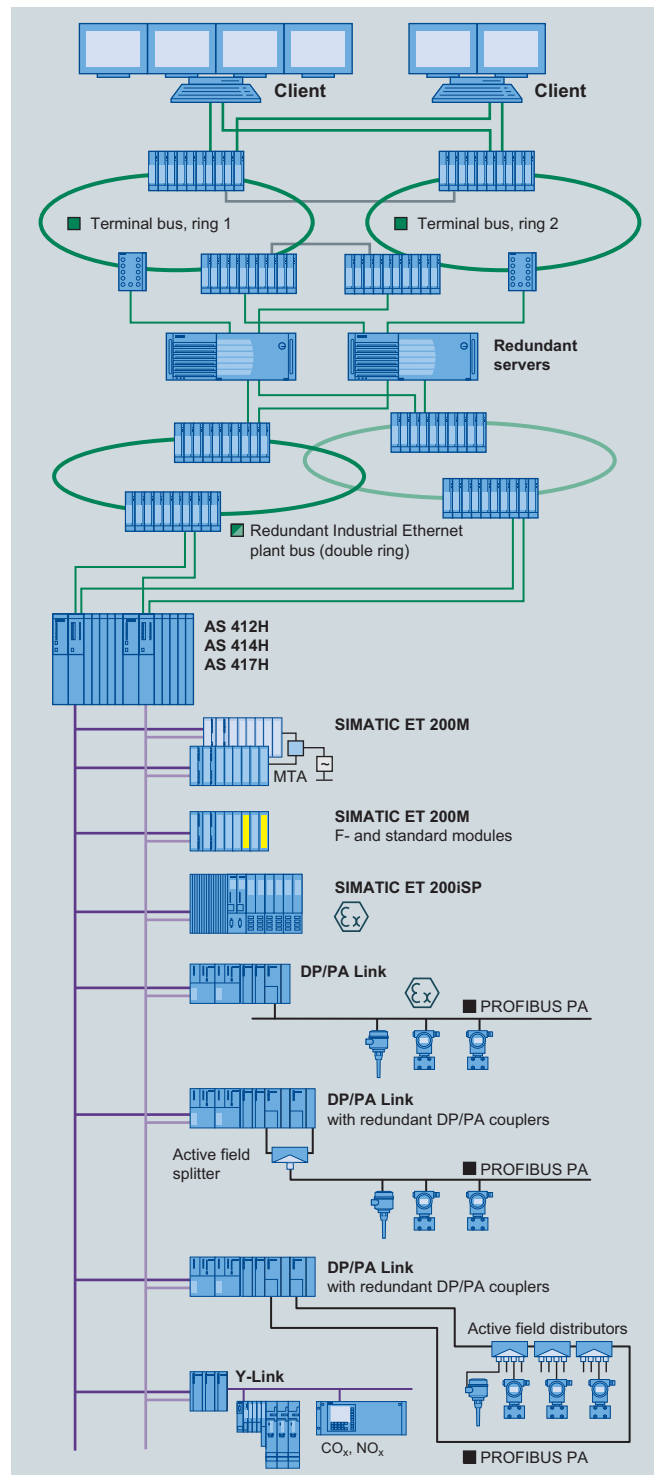 Client
Client
Terminal bus, ring 1
Terminal bus, ring 2
Redundant
servers
Redundant Industrial Ethernet
plant bus (double ring)
AS 412H
AS 414H
AS 417H
SIMATIC ET 200M
MTA
~
SIMATIC ET 200M
F- and standard modules
SIMATIC ET 200iSP
Ex
DP/PA Link
Ex
PROFIBUS PA
DP/PA Link
with redundant DP/PA couplers
Active field
splitter
PROFIBUS PA
DP/PA Link
with redundant DP/PA couplers
Active field distributors
Y-Link
COx, NOx
PROFIBUS PA